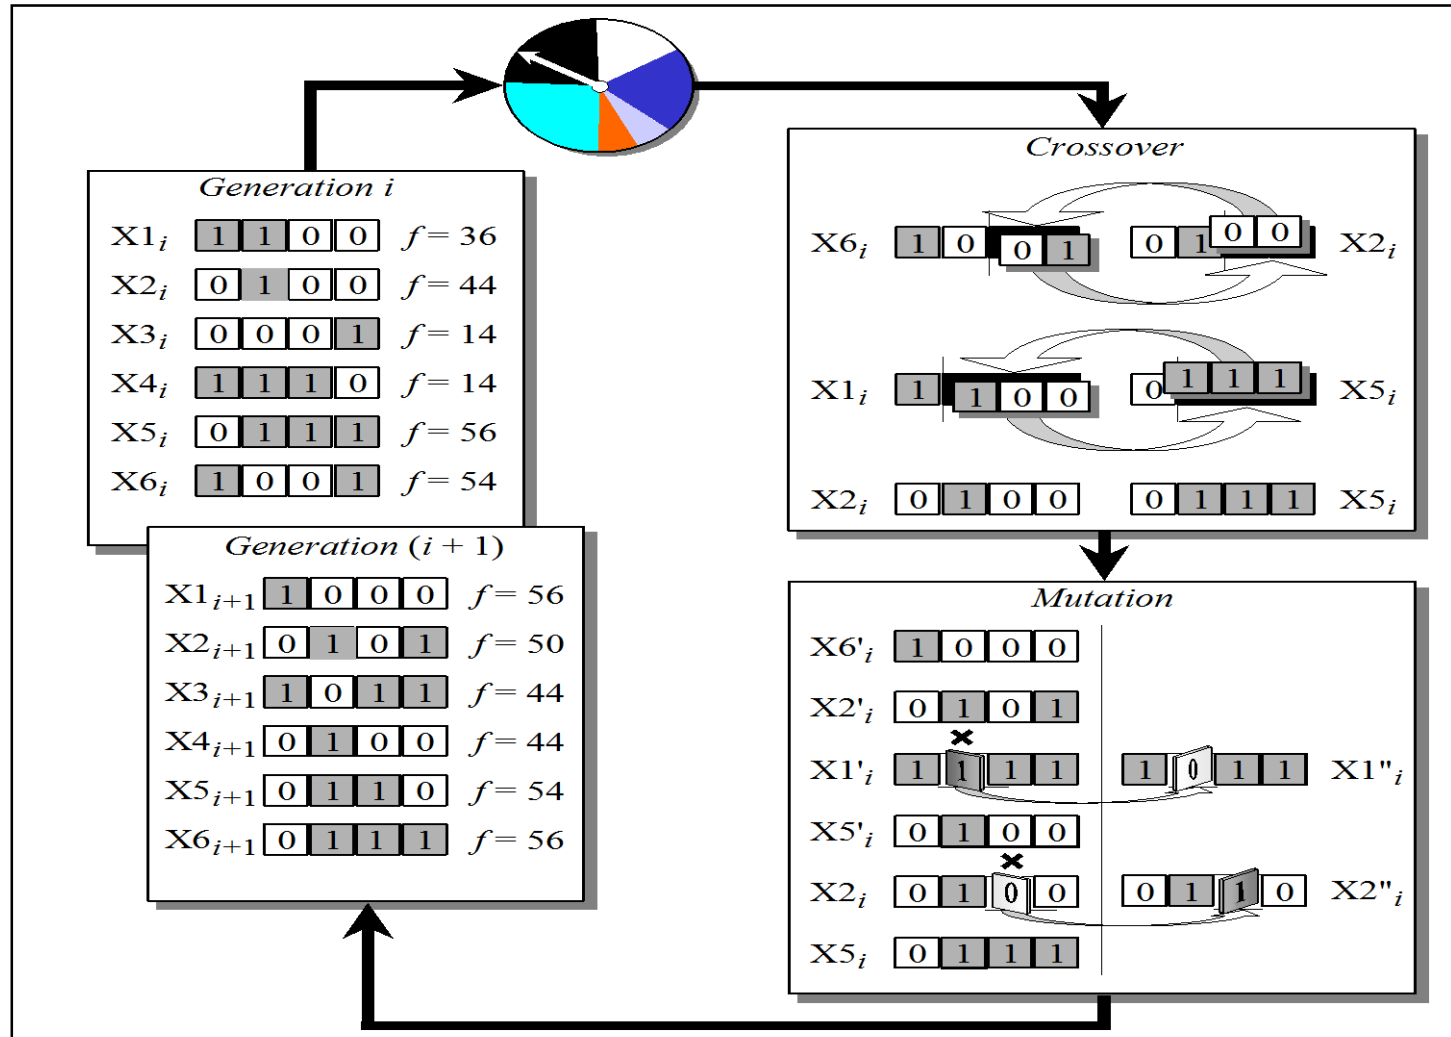 Generation i
X1i 1 1 0 0 f = 36
X2i 0 1 0 0 f = 44
X3i 0 0 0 1 f = 14
X4i 1 1 1 0 f = 14
X5i 0 1 1 1 f = 56
X6i 1 0 0 1 f = 54
Generation (i + 1)
X1i+1 1 0 0 0 f = 56
X2i+1 0 1 0 1 f = 50
X3i+1 1 0 1 1 f = 44
X4i+1 0 1 0 0 f = 44
X5i+1 0 1 1 0 f = 54
X6i+1 0 1 1 1 f = 56
Crossover
X6i 1 0 0 1 0 1 0 0 X2i
X1i 1 1 0 0 0 1 1 1 X5i
X2i 0 1 0 0 0 1 1 1 X5i
Mutation
X6'i 1 0 0 0
X2'i 0 1 0 1
X1'i 1 1 1 1 1 0 1 1 X1"i
X5'i 0 1 0 0
X2i 0 1 0 0 0 1 1 0 X2"i
X5i 0 1 1 1